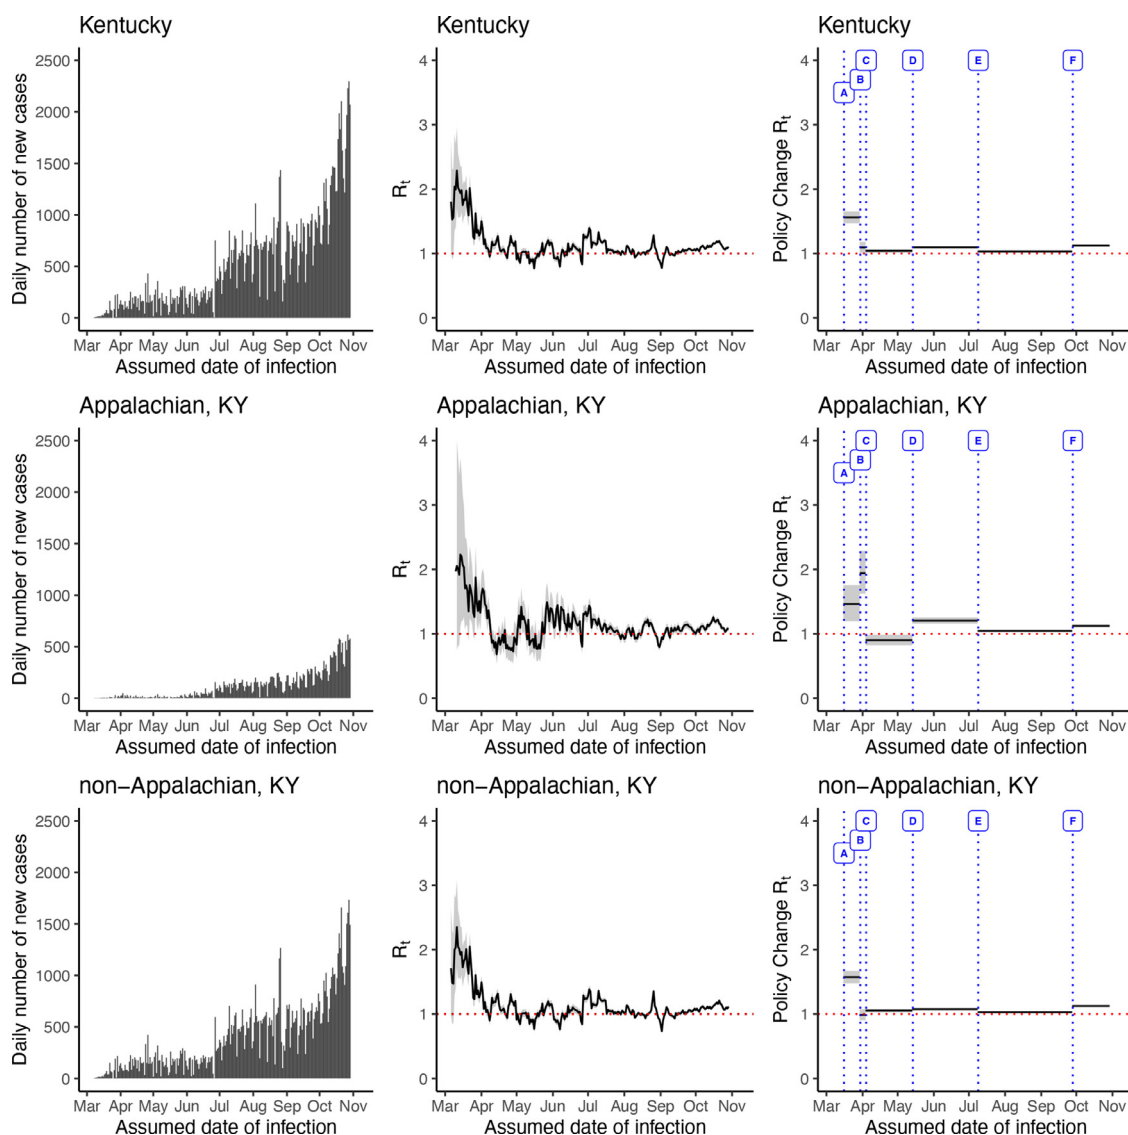 Kentucky
Daily number of new cases
2500
2000
1500
1000
500
0
Mar Apr May Jun Jul Aug Sep Oct Nov
Assumed date of infection
Kentucky
Rt
4
3
2
1
0
Mar Apr May Jun Jul Aug Sep Oct Nov
Assumed date of infection
Kentucky
Policy Change Rt
4
3
2
1
0
A
B
C
D
E
F
Mar Apr May Jun Jul Aug Sep Oct Nov
Assumed date of infection
Appalachian, KY
Daily number of new cases
2500
2000
1500
1000
500
0
Mar Apr May Jun Jul Aug Sep Oct Nov
Assumed date of infection
Appalachian, KY
Rt
4
3
2
1
0
Mar Apr May Jun Jul Aug Sep Oct Nov
Assumed date of infection
Appalachian, KY
Policy Change Rt
4
3
2
1
0
A
B
C
D
E
F
Mar Apr May Jun Jul Aug Sep Oct Nov
Assumed date of infection
non−Appalachian, KY
Daily number of new cases
2500
2000
1500
1000
500
0
Mar Apr May Jun Jul Aug Sep Oct Nov
Assumed date of infection
non−Appalachian, KY
Rt
4
3
2
1
0
Mar Apr May Jun Jul Aug Sep Oct Nov
Assumed date of infection
non−Appalachian, KY
Policy Change Rt
4
3
2
1
0
A
B
C
D
E
F
Mar Apr May Jun Jul Aug Sep Oct Nov
Assumed date of infection